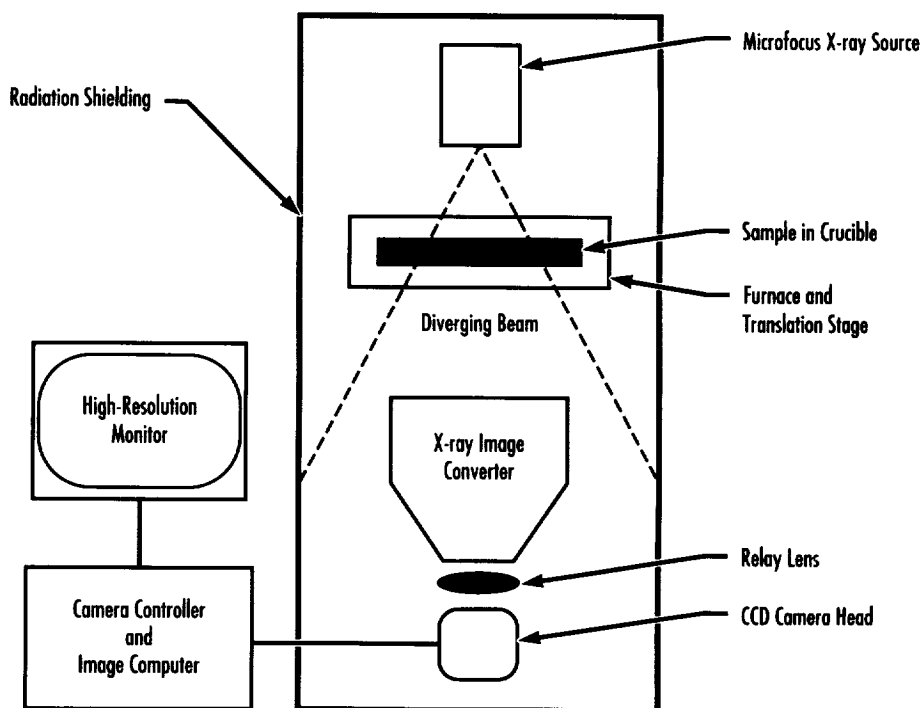 Microfocus X-ray Source
Radiation Shielding
Sample in Crucible
Furnace and
Translation Stage
Diverging Beam
High-Resolution
Monitor
X-ray Image
Converter
Relay Lens
Camera Controller
and
Image Computer
CCD Camera Head